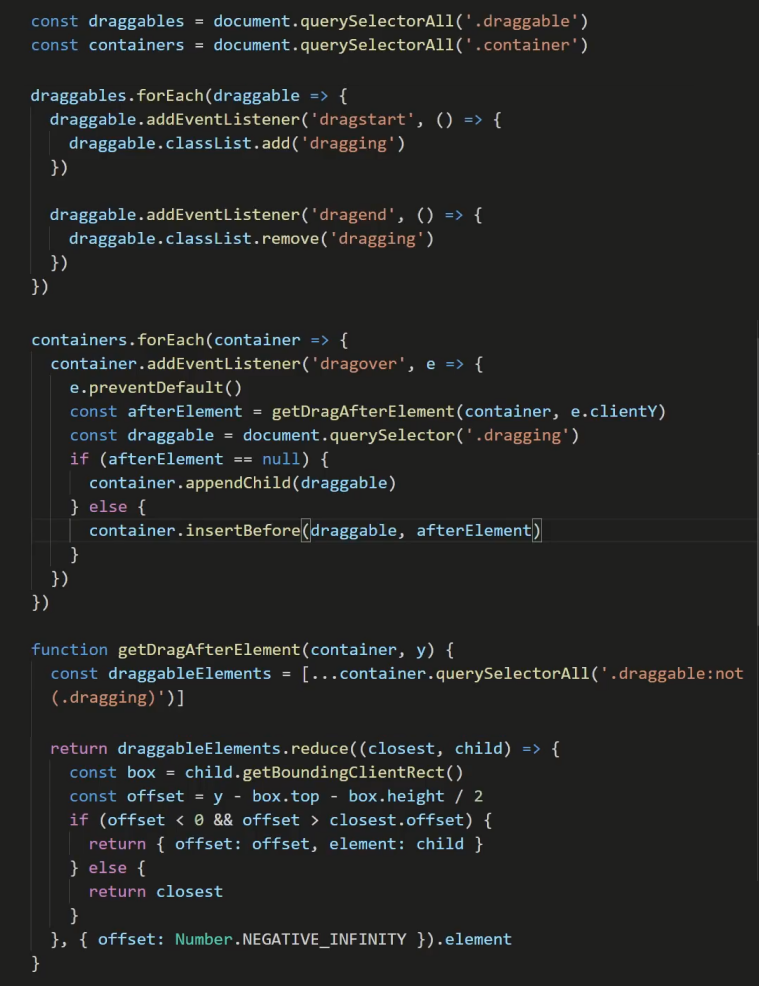 const draggables = document.querySelectorAll('.draggable')
const containers = document.querySelectorAll('.container')

draggables.forEach(draggable => {
  draggable.addEventListener('dragstart', () => {
    draggable.classList.add('dragging')
  })

  draggable.addEventListener('dragend', () => {
    draggable.classList.remove('dragging')
  })
})

containers.forEach(container => {
  container.addEventListener('dragover', e => {
    e.preventDefault()
    const afterElement = getDragAfterElement(container, e.clientY)
    const draggable = document.querySelector('.dragging')
    if (afterElement == null) {
      container.appendChild(draggable)
    } else {
      container.insertBefore(draggable, afterElement)
    }
  })
})

function getDragAfterElement(container, y) {
  const draggableElements = [...container.querySelectorAll('.draggable:not
  (.dragging)')]

  return draggableElements.reduce((closest, child) => {
    const box = child.getBoundingClientRect()
    const offset = y - box.top - box.height / 2
    if (offset < 0 && offset > closest.offset) {
      return { offset: offset, element: child }
    } else {
      return closest
    }
  }, { offset: Number.NEGATIVE_INFINITY }).element
}